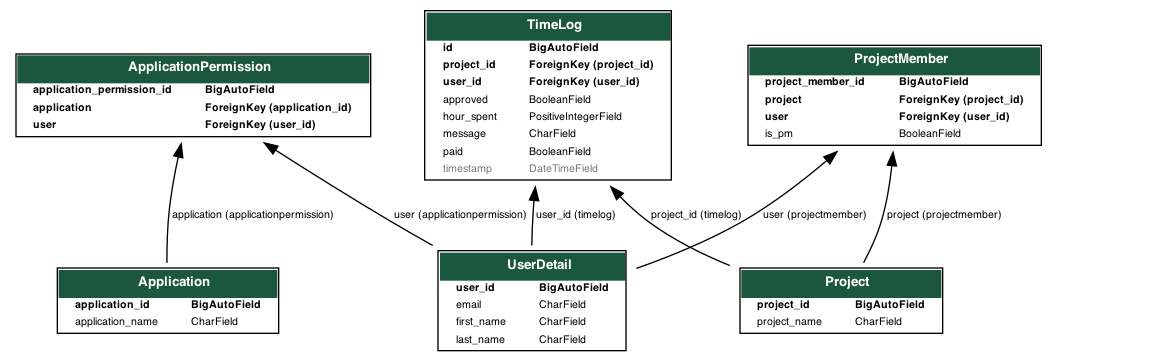 ApplicationPermission
application_permission_id BigAutoField
application ForeignKey (application_id)
user ForeignKey (user_id)
TimeLog
id BigAutoField
project_id ForeignKey (project_id)
user_id ForeignKey (user_id)
approved BooleanField
hour_spent PositiveIntegerField
message CharField
paid BooleanField
timestamp DateTimeField
ProjectMember
project_member_id BigAutoField
project ForeignKey (project_id)
user ForeignKey (user_id)
is_pm BooleanField
application (applicationpermission)
user (applicationpermission)
user_id (timelog)
project_id (timelog)
user (projectmember)
project (projectmember)
Application
application_id BigAutoField
application_name CharField
UserDetail
user_id BigAutoField
email CharField
first_name CharField
last_name CharField
Project
project_id BigAutoField
project_name CharField